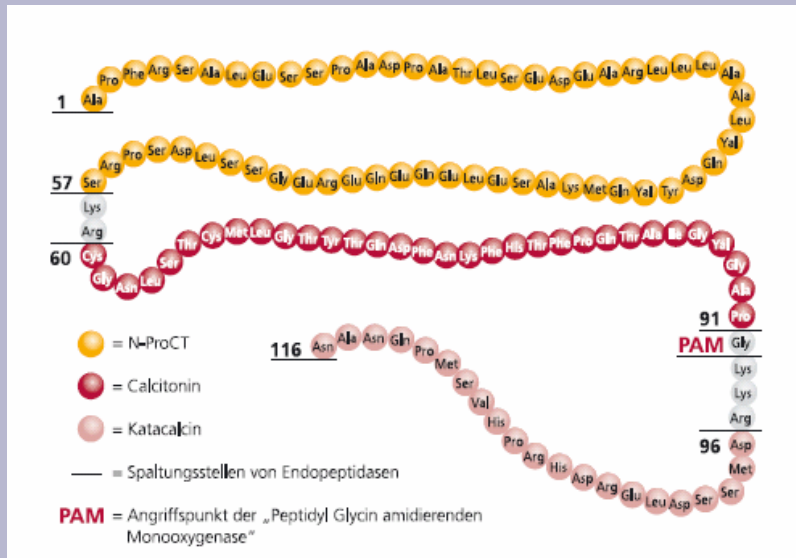 Ala Pro Phe Arg Ser Ala Leu Glu Ser Ser Pro Ala Asp Pro Ala Thr Leu Ser Glu Asp Glu Ala Arg Leu Leu Leu Ala
1
Ala
Leu
Val
Gln
Ser Arg Pro Ser Asp Leu Ser Ser Gly Glu Arg Glu Gln Glu Gln Glu Leu Glu Ser Ala Lys Met Gln Val Tyr Asp
57
Lys
Arg
60
Cys Gly Asn Leu Ser Thr Cys Met Leu Gly Thr Tyr Thr Gln Asp Phe Asn Lys Phe His Thr Phe Pro Gln Thr Ala Ile Gly Val Gly Ala Pro
91
PAM Gly
Lys
Lys
Arg
96
116
Asn Ala Asn Gln Pro Met Ser Val His Pro Arg His Asp Arg Glu Leu Asp Ser Ser Met Asp
= N-ProCT
= Calcitonin
= Katacalcin
= Spaltungsstellen von Endopeptidasen
PAM = Angriffspunkt der „Peptidyl Glycin amidierenden
Monooxygenase“